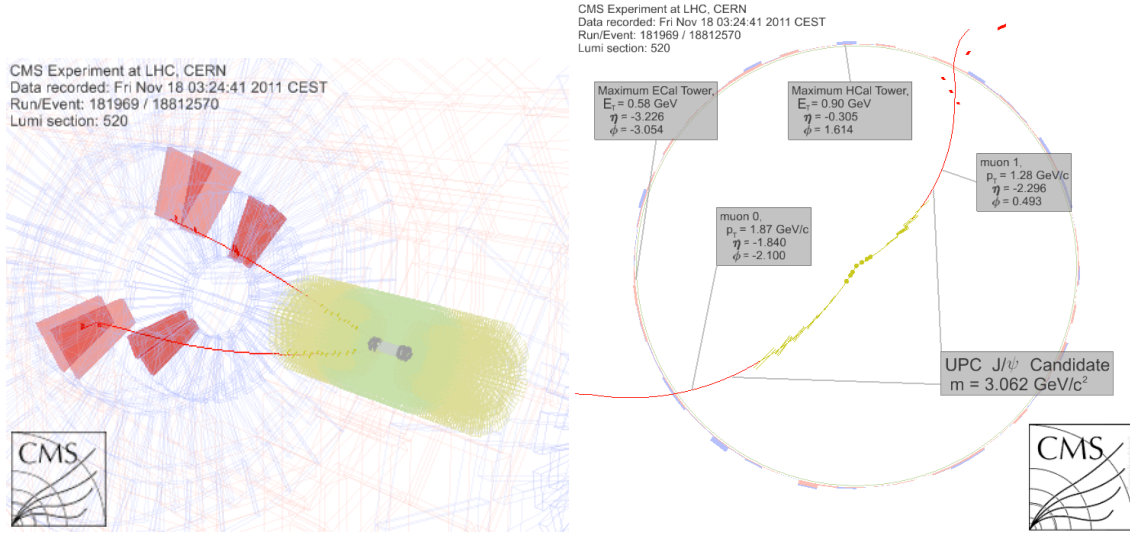 CMS Experiment at LHC, CERN
Data recorded: Fri Nov 18 03:24:41 2011 CEST
Run/Event: 181969 / 18812570
Lumi section: 520
CMS
CMS Experiment at LHC, CERN
Data recorded: Fri Nov 18 03:24:41 2011 CEST
Run/Event: 181969 / 18812570
Lumi section: 520
Maximum ECal Tower,
E_T = 0.58 GeV
η = -3.226
ϕ = -3.054
Maximum HCal Tower,
E_T = 0.90 GeV
η = -0.305
ϕ = 1.614
muon 1,
p_T = 1.28 GeV/c
η = -2.296
ϕ = 0.493
muon 0,
p_T = 1.87 GeV/c
η = -1.840
ϕ = -2.100
UPC J/ψ Candidate
m = 3.062 GeV/c²
CMS